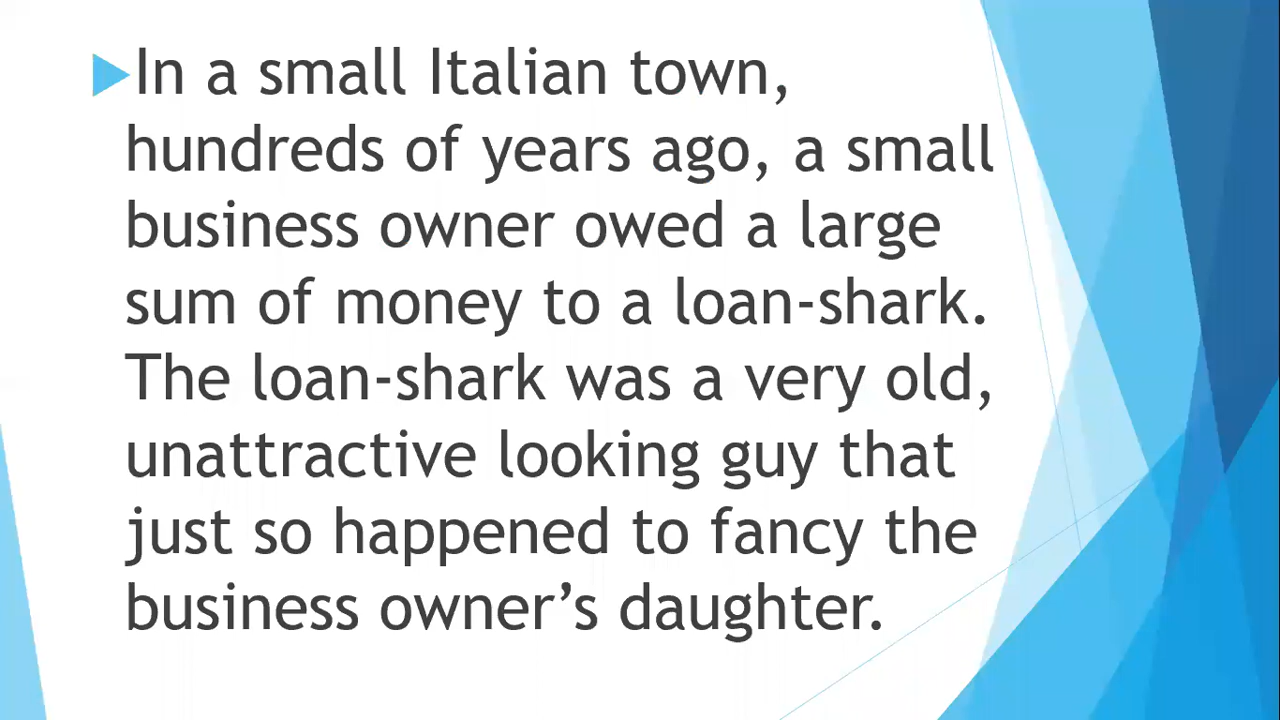 In a small Italian town,
hundreds of years ago, a small
business owner owed a large
sum of money to a loan-shark.
The loan-shark was a very old,
unattractive looking guy that
just so happened to fancy the
business owner’s daughter.